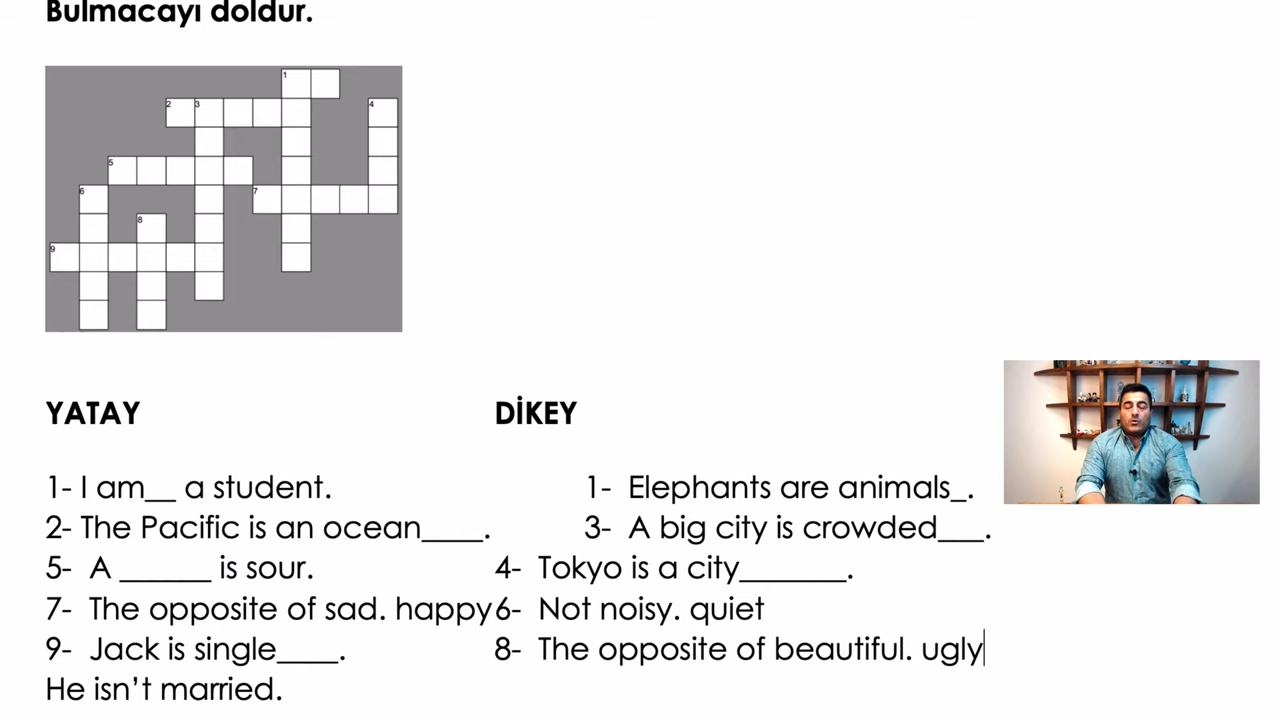 Bulmacayı doldur.
1
2 3 4
5
6 7
8
9
YATAY
1- I am__ a student.
2- The Pacific is an ocean____.
5- A ______ is sour.
7- The opposite of sad. happy
9- Jack is single____.
He isn't married.
DİKEY
1- Elephants are animals_.
3- A big city is crowded___.
4- Tokyo is a city_______.
6- Not noisy. quiet
8- The opposite of beautiful. ugly